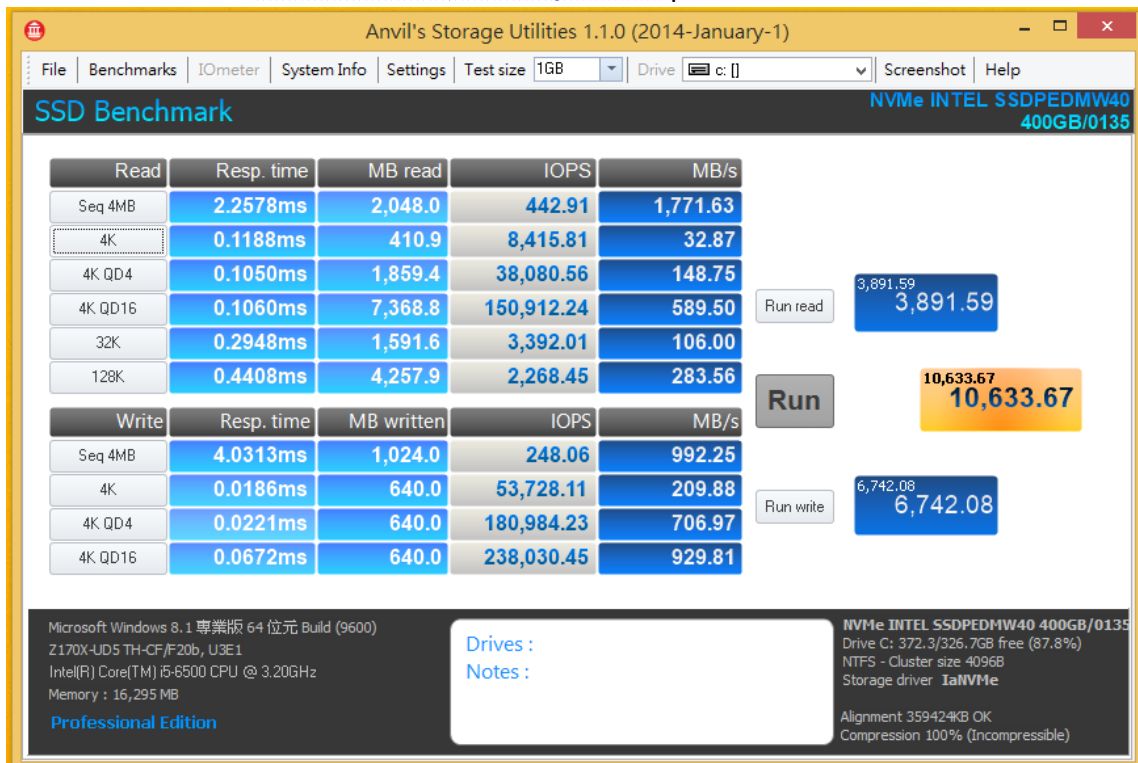 Anvil's Storage Utilities 1.1.0 (2014-January-1)
File Benchmarks IOmeter System Info Settings Test size 1GB Drive c: [] Screenshot Help
SSD Benchmark
NVMe INTEL SSDPEDMW40
400GB/0135
Read Resp. time MB read IOPS MB/s
Seq 4MB 2.2578ms 2,048.0 442.91 1,771.63
4K 0.1188ms 410.9 8,415.81 32.87
4K QD4 0.1050ms 1,859.4 38,080.56 148.75
4K QD16 0.1060ms 7,368.8 150,912.24 589.50
32K 0.2948ms 1,591.6 3,392.01 106.00
128K 0.4408ms 4,257.9 2,268.45 283.56
Run read
3,891.59
3,891.59
Run
10,633.67
10,633.67
Write Resp. time MB written IOPS MB/s
Seq 4MB 4.0313ms 1,024.0 248.06 992.25
4K 0.0186ms 640.0 53,728.11 209.88
4K QD4 0.0221ms 640.0 180,984.23 706.97
4K QD16 0.0672ms 640.0 238,030.45 929.81
Run write
6,742.08
6,742.08
Microsoft Windows 8.1 專業版 64 位元 Build (9600)
Z170X-UD5 TH-CF/F20b, U3E1
Intel(R) Core(TM) i5-6500 CPU @ 3.20GHz
Memory : 16,295 MB
Professional Edition
Drives :
Notes :
NVMe INTEL SSDPEDMW40 400GB/0135
Drive C: 372.3/326.7GB free (87.8%)
NTFS - Cluster size 4096B
Storage driver IaNVMe
Alignment 359424KB OK
Compression 100% (Incompressible)